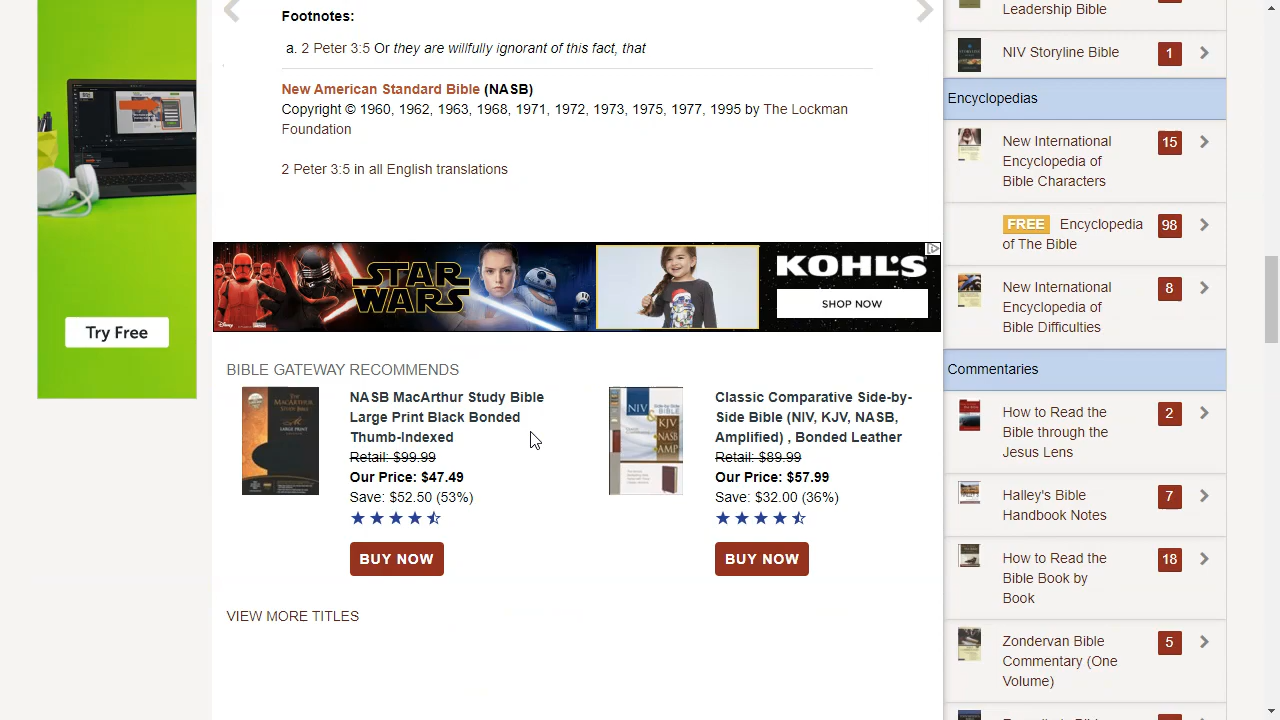 Footnotes:
a. 2 Peter 3:5 Or they are willfully ignorant of this fact, that
New American Standard Bible (NASB)
Copyright © 1960, 1962, 1963, 1968, 1971, 1972, 1973, 1975, 1977, 1995 by The Lockman
Foundation
2 Peter 3:5 in all English translations
Try Free
STAR
WARS
Disney
KOHL'S
SHOP NOW
BIBLE GATEWAY RECOMMENDS
NASB MacArthur Study Bible
Large Print Black Bonded
Thumb-Indexed
Retail: $99.99
Our Price: $47.49
Save: $52.50 (53%)
BUY NOW
Classic Comparative Side-by-
Side Bible (NIV, KJV, NASB,
Amplified) , Bonded Leather
Retail: $89.99
Our Price: $57.99
Save: $32.00 (36%)
BUY NOW
VIEW MORE TITLES
Leadership Bible
NIV Storyline Bible
1
New International
Encyclopedia of
Bible Characters
15
FREE Encyclopedia
of The Bible
98
New International
Encyclopedia of
Bible Difficulties
8
Commentaries
How to Read the
Bible through the
Jesus Lens
2
Halley's Bible
Handbook Notes
7
How to Read the
Bible Book by
Book
18
Zondervan Bible
Commentary (One
Volume)
5